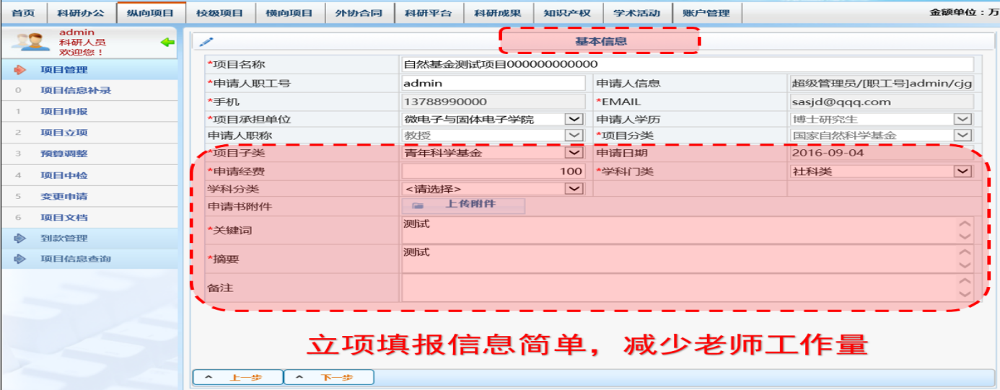 首页 科研办公 纵向项目 校级项目 横向项目 外协合同 科研平台 科研成果 知识产权 学术活动 账户管理 金额单位：万
admin
科研人员
欢迎您！
项目管理
0 项目信息补录
1 项目申报
2 项目立项
3 预算调整
4 项目中检
5 变更申请
6 项目文档
到款管理
项目信息查询
基本信息
*项目名称 自然基金测试项目000000000000
*申请人职工号 admin 申请人信息 超级管理员/[职工号]admin/cjg
*手机 13788990000 *EMAIL sasjd@qqq.com
*项目承担单位 微电子与固体电子学院 申请人学历 博士研究生
申请人职称 教授 *项目分类 国家自然科学基金
*项目子类 青年科学基金 申请日期 2016-09-04
*申请经费 100 *学科门类 社科类
学科分类 <请选择>
申请书附件 上传附件
*关键词 测试
*摘要 测试
备注
立项填报信息简单，减少老师工作量
上一步 下一步